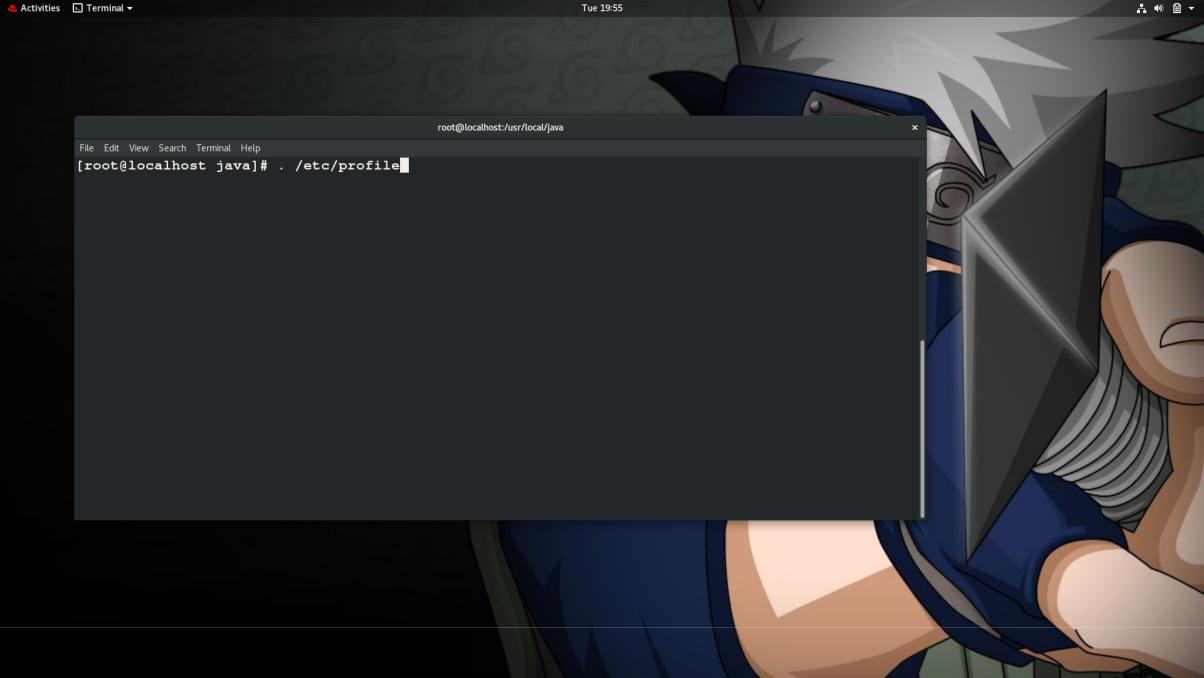 Activities Terminal Tue 19:55
root@localhost:/usr/local/java ×
File Edit View Search Terminal Help
[root@localhost java]# . /etc/profile